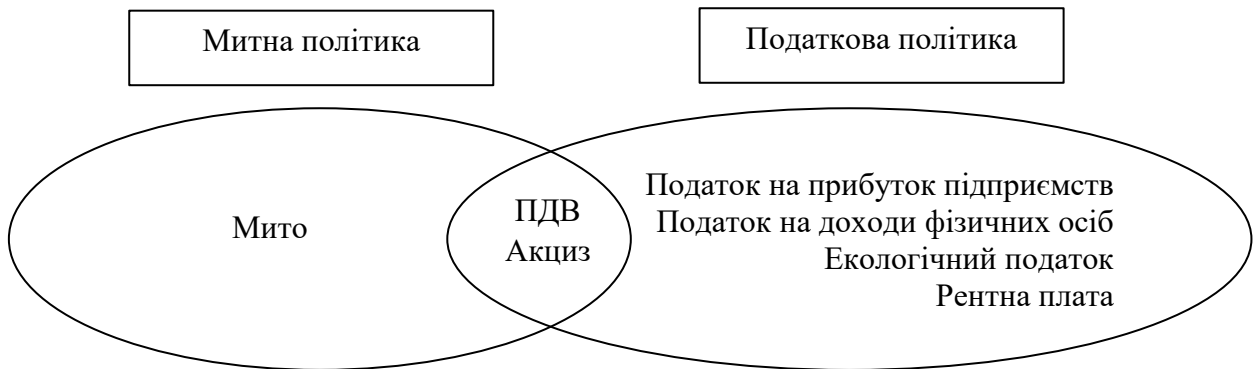 Митна політика
Податкова політика
Мито
ПДВ
Акциз
Податок на прибуток підприємств
Податок на доходи фізичних осіб
Екологічний податок
Рентна плата